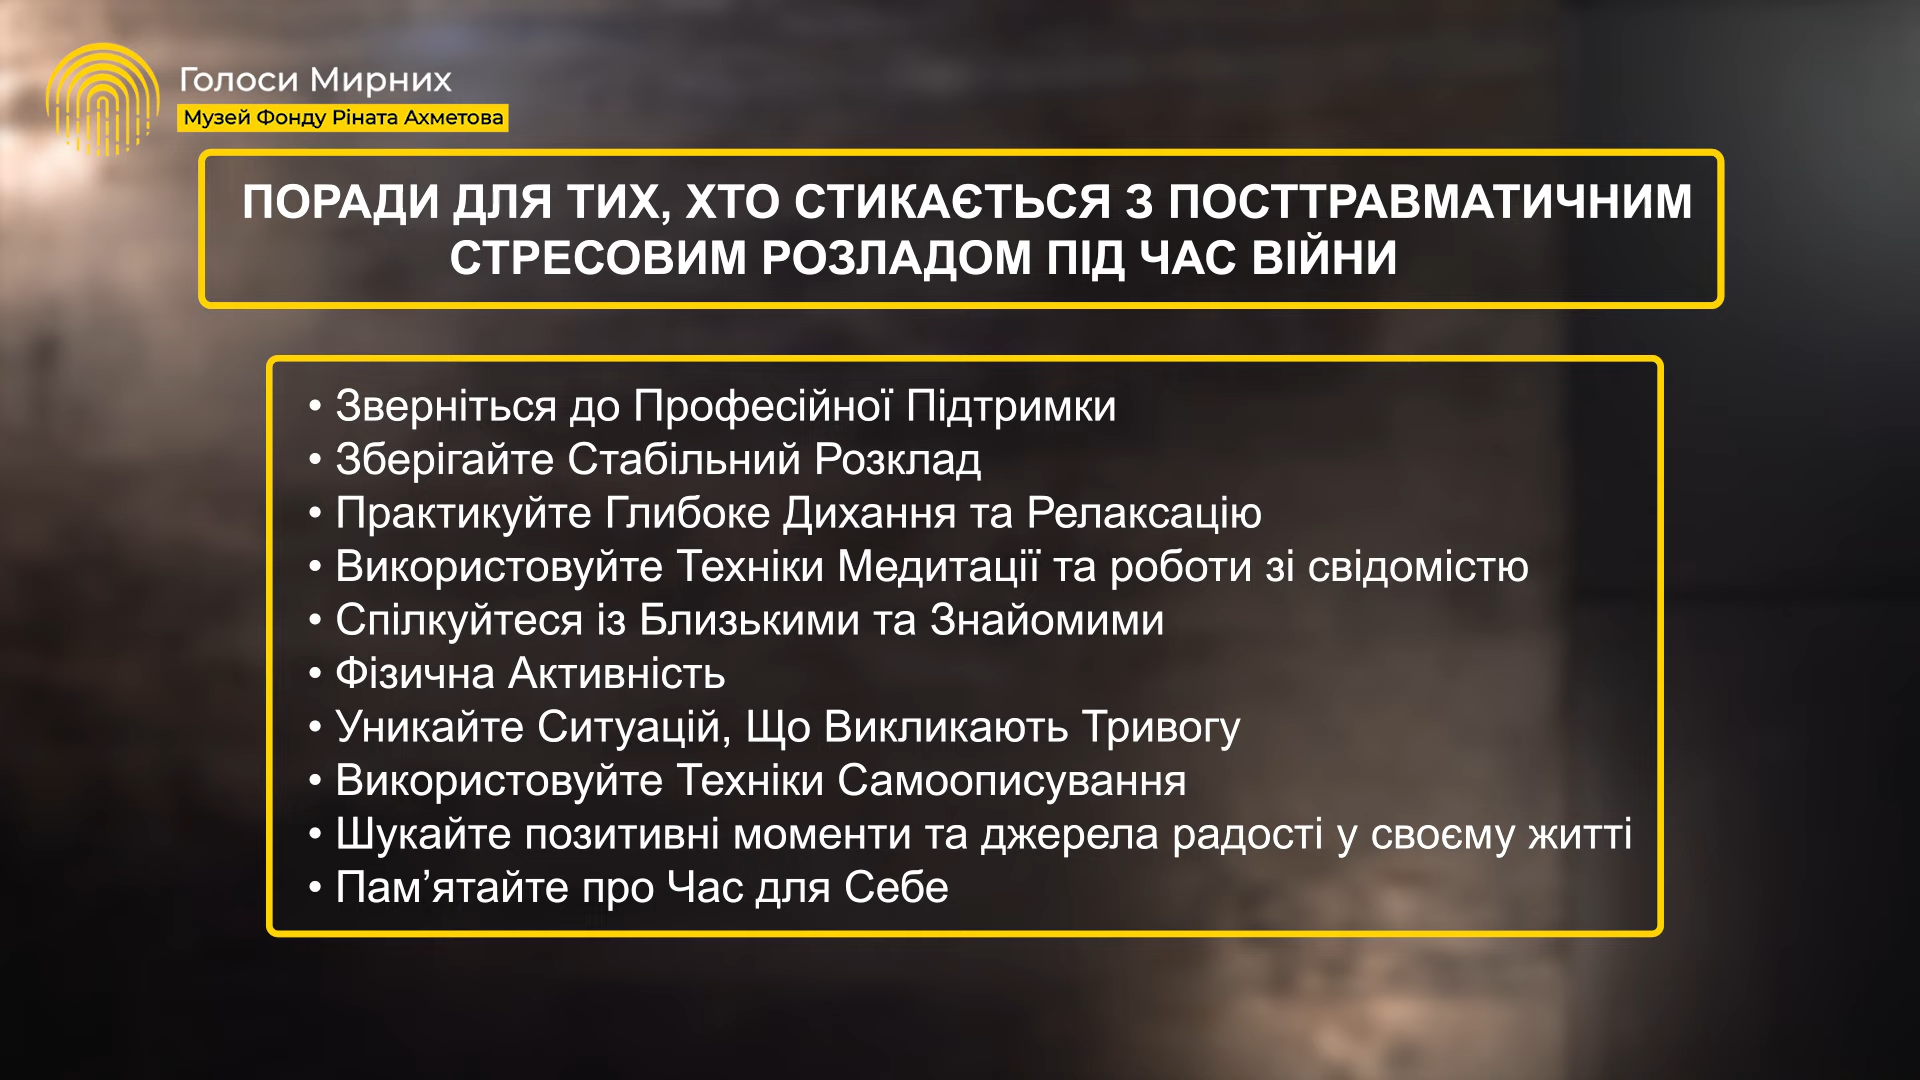 Голоси Мирних
Музей Фонду Ріната Ахметова
ПОРАДИ ДЛЯ ТИХ, ХТО СТИКАЄТЬСЯ З ПОСТТРАВМАТИЧНИМ
СТРЕСОВИМ РОЗЛАДОМ ПІД ЧАС ВІЙНИ
• Зверніться до Професійної Підтримки
• Зберігайте Стабільний Розклад
• Практикуйте Глибоке Дихання та Релаксацію
• Використовуйте Техніки Медитації та роботи зі свідомістю
• Спілкуйтеся із Близькими та Знайомими
• Фізична Активність
• Уникайте Ситуацій, Що Викликають Тривогу
• Використовуйте Техніки Самоописування
• Шукайте позитивні моменти та джерела радості у своєму житті
• Пам’ятайте про Час для Себе